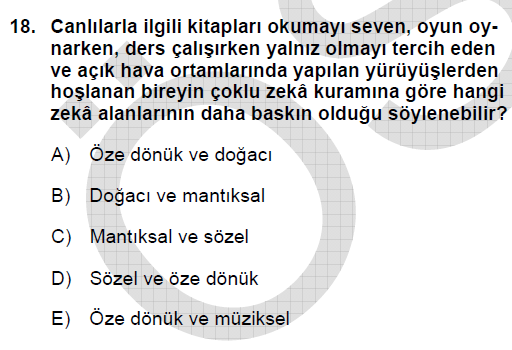 18. Canlılarla ilgili kitapları okumayı seven, oyun oy-
narken, ders çalışırken yalnız olmayı tercih eden
ve açık hava ortamlarında yapılan yürüyüşlerden
hoşlanan bireyin çoklu zekâ kuramına göre hangi
zekâ alanlarının daha baskın olduğu söylenebilir?
A) Öze dönük ve doğacı
B) Doğacı ve mantıksal
C) Mantıksal ve sözel
D) Sözel ve öze dönük
E) Öze dönük ve müziksel